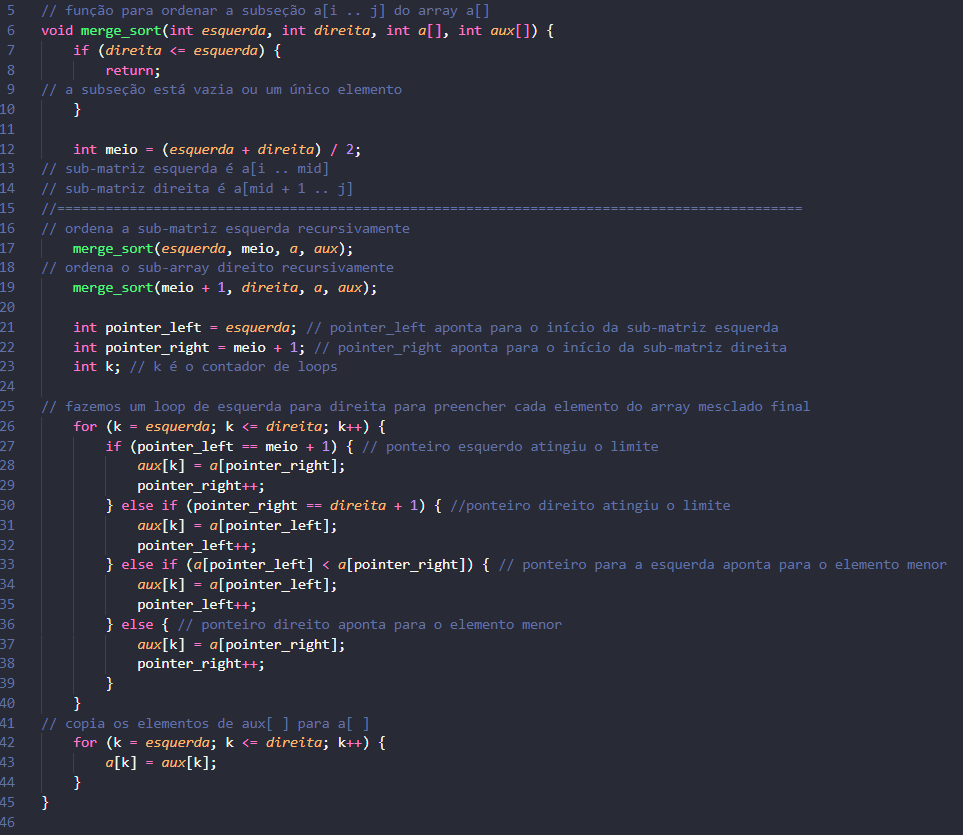 5 // função para ordenar a subseção a[i .. j] do array a[]
6 void merge_sort(int esquerda, int direita, int a[], int aux[]) {
7     if (direita <= esquerda) {
8         return;
9 // a subseção está vazia ou um único elemento
10     }
11
12     int meio = (esquerda + direita) / 2;
13 // sub-matriz esquerda é a[i .. mid]
14 // sub-matriz direita é a[mid + 1 .. j]
15 //=============================================================================================
16 // ordena a sub-matriz esquerda recursivamente
17     merge_sort(esquerda, meio, a, aux);
18 // ordena o sub-array direito recursivamente
19     merge_sort(meio + 1, direita, a, aux);
20
21     int pointer_left = esquerda; // pointer_left aponta para o início da sub-matriz esquerda
22     int pointer_right = meio + 1; // pointer_right aponta para o início da sub-matriz direita
23     int k; // k é o contador de loops
24
25 // fazemos um loop de esquerda para direita para preencher cada elemento do array mesclado final
26     for (k = esquerda; k <= direita; k++) {
27         if (pointer_left == meio + 1) { // ponteiro esquerdo atingiu o limite
28             aux[k] = a[pointer_right];
29             pointer_right++;
30         } else if (pointer_right == direita + 1) { //ponteiro direito atingiu o limite
31             aux[k] = a[pointer_left];
32             pointer_left++;
33         } else if (a[pointer_left] < a[pointer_right]) { // ponteiro para a esquerda aponta para o elemento menor
34             aux[k] = a[pointer_left];
35             pointer_left++;
36         } else { // ponteiro direito aponta para o elemento menor
37             aux[k] = a[pointer_right];
38             pointer_right++;
39         }
40     }
41 // copia os elementos de aux[ ] para a[ ]
42     for (k = esquerda; k <= direita; k++) {
43         a[k] = aux[k];
44     }
45 }
46